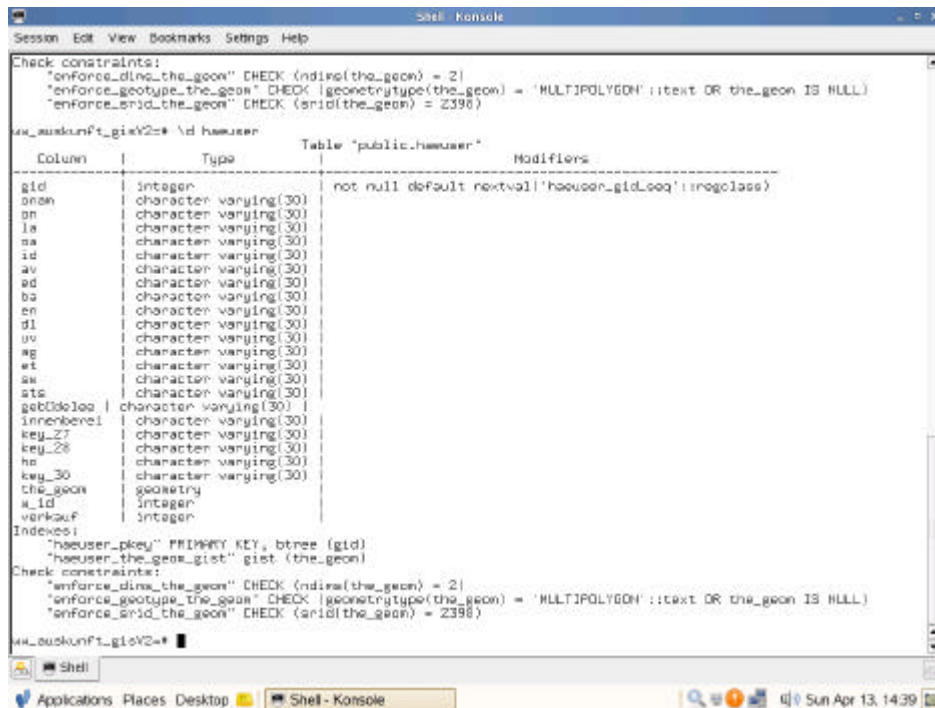 Shell - Konsole
Session Edit View Bookmarks Settings Help
Check constraints:
"enforce_dims_the_geom" CHECK (ndims(the_geom) = 2)
"enforce_geotype_the_geom" CHECK (geometrytype(the_geom) = 'MULTIPOLYGON'::text OR the_geom IS NULL)
"enforce_srid_the_geom" CHECK (srid(the_geom) = 2398)
ww_auskunft_gisV2=# \d haeuser
Table "public.haeuser"
Column | Type | Modifiers
gid | integer | not null default nextval('haeuser_gid_seq'::regclass)
onam | character varying(30) |
on | character varying(30) |
la | character varying(30) |
oa | character varying(30) |
id | character varying(30) |
av | character varying(30) |
ed | character varying(30) |
ba | character varying(30) |
en | character varying(30) |
dl | character varying(30) |
uv | character varying(30) |
ag | character varying(30) |
et | character varying(30) |
| character varying(30) |
sts | character varying(30) |
| character varying(30) |
innenberei | character varying(30) |
key_27 | character varying(30) |
key_28 | character varying(30) |
ho | character varying(30) |
key_30 | character varying(30) |
the_geom | geometry |
| integer |
verkauf | integer |
Indexes:
"haeuser_pkey" PRIMARY KEY, btree (gid)
"haeuser_the_geom_gist" gist (the_geom)
Check constraints:
"enforce_dims_the_geom" CHECK (ndims(the_geom) = 2)
"enforce_geotype_the_geom" CHECK (geometrytype(the_geom) = 'MULTIPOLYGON'::text OR the_geom IS NULL)
"enforce_srid_the_geom" CHECK (srid(the_geom) = 2398)
ww_auskunft_gisV2=#
Shell
Applications Places Desktop Shell - Konsole Sun Apr 13, 14:39